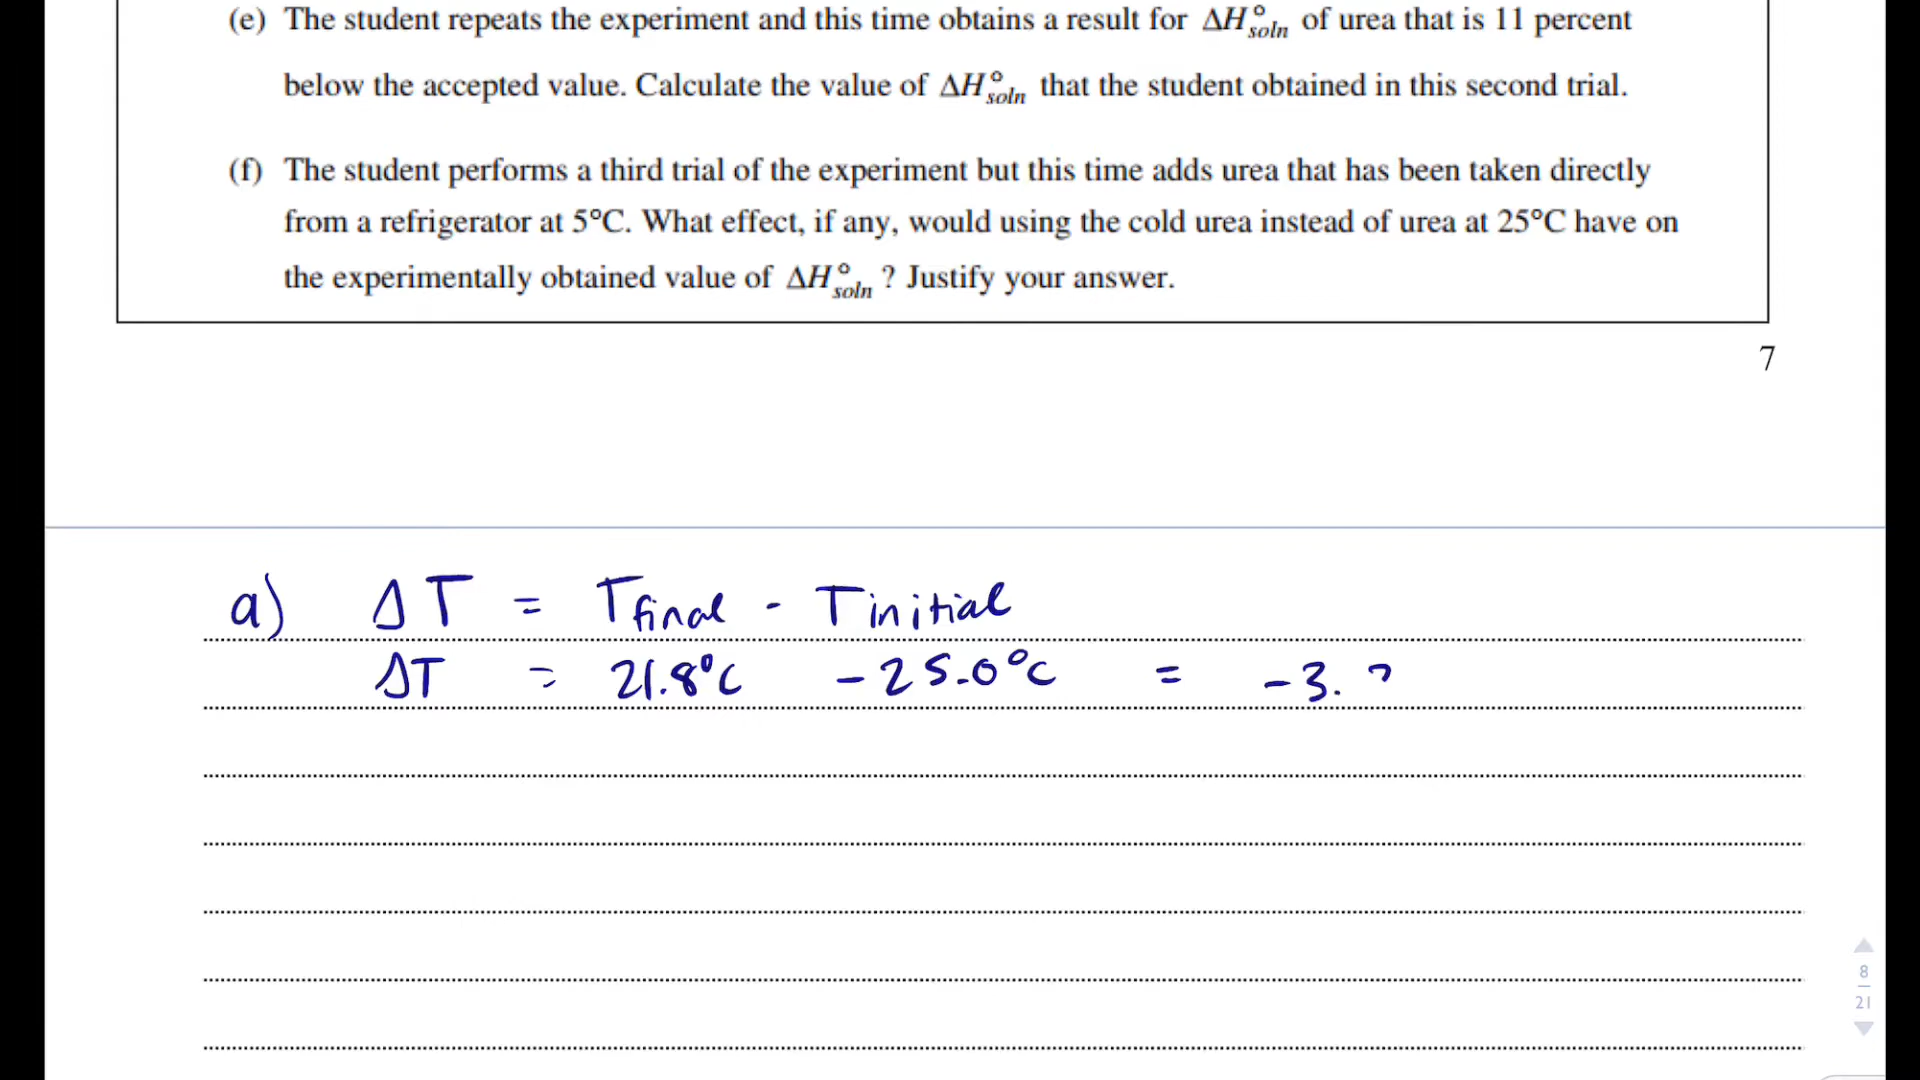 (e) The student repeats the experiment and this time obtains a result for ΔH°soln of urea that is 11 percent
below the accepted value. Calculate the value of ΔH°soln that the student obtained in this second trial.
(f) The student performs a third trial of the experiment but this time adds urea that has been taken directly
from a refrigerator at 5°C. What effect, if any, would using the cold urea instead of urea at 25°C have on
the experimentally obtained value of ΔH°soln ? Justify your answer.
7
a) ΔT = Tfinal - Tinitial
ΔT = 21.8°C - 25.0°C = -3.
8
21